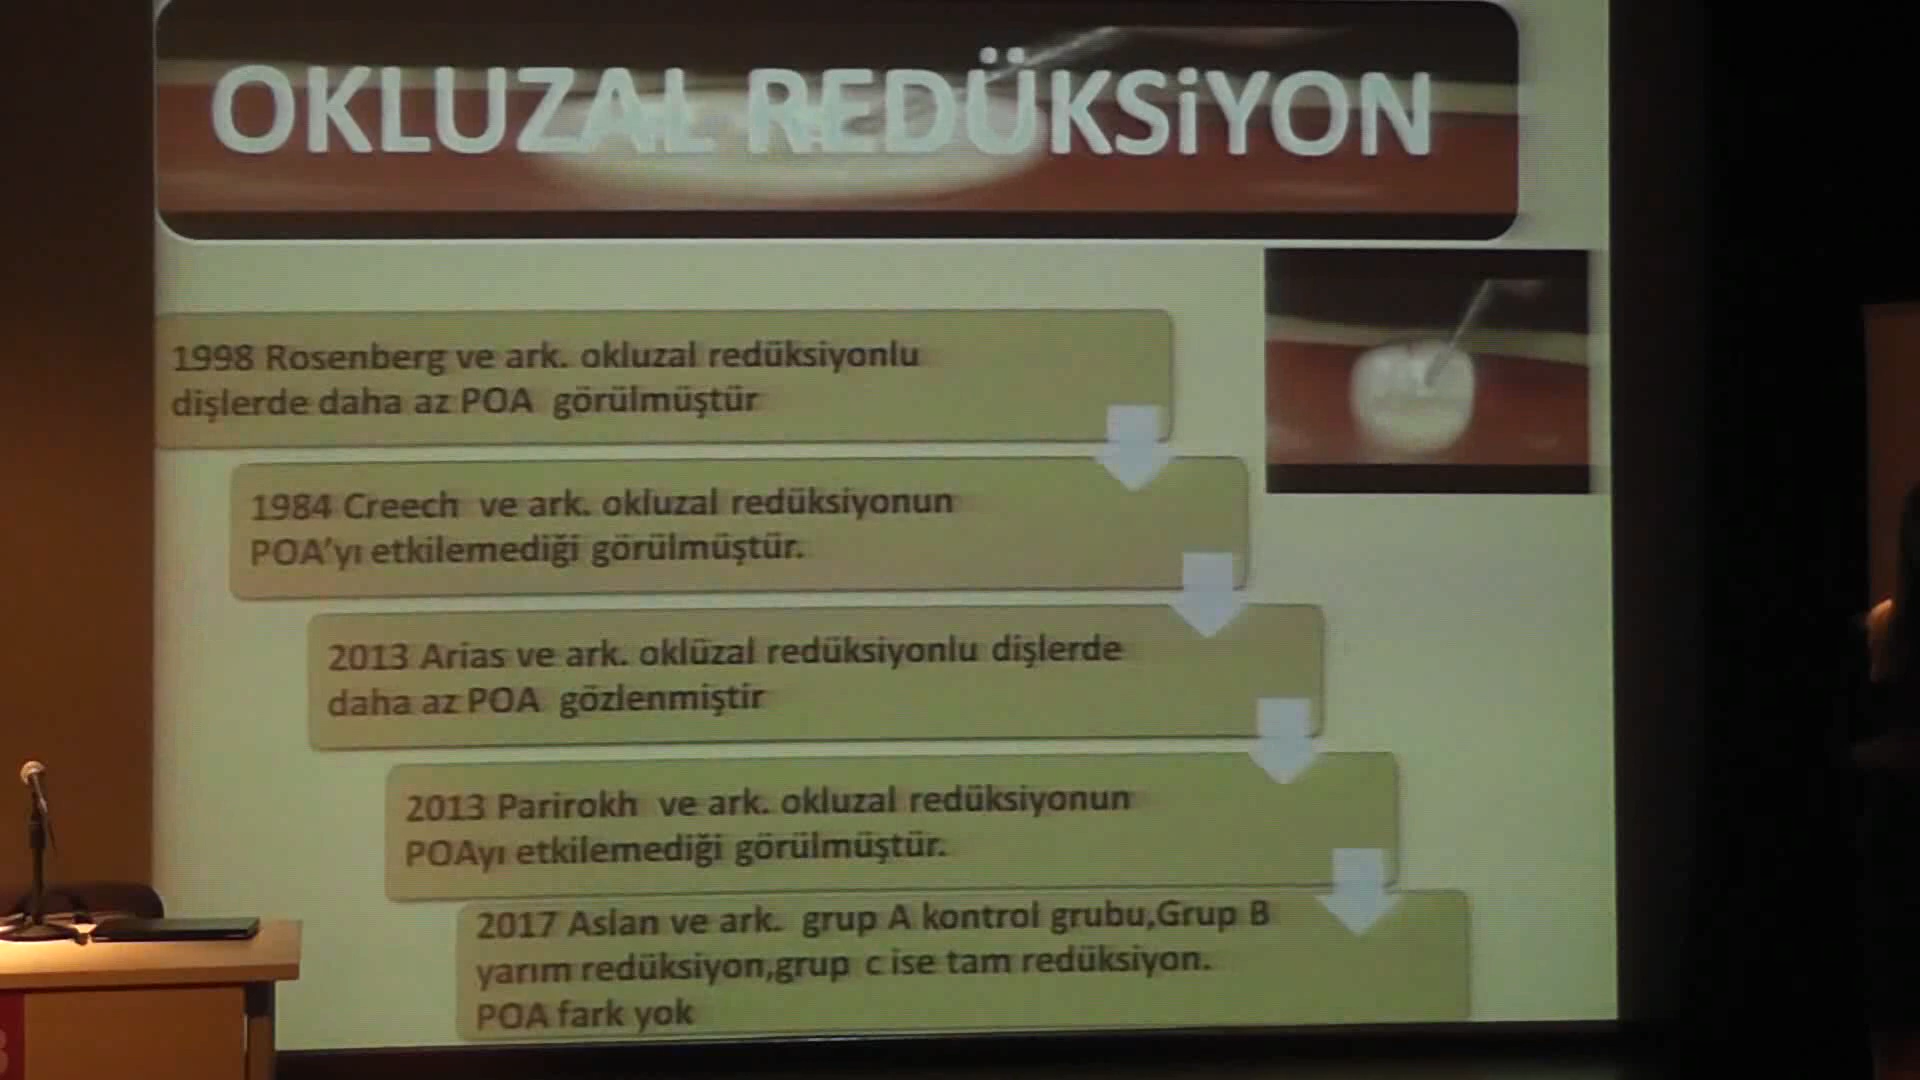 OKLUZAL REDÜKSiYON
1998 Rosenberg ve ark. okluzal redüksiyonlu
dişlerde daha az POA görülmüştür
1984 Creech ve ark. okluzal redüksiyonun
POA'yı etkilemediği görülmüştür.
2013 Arias ve ark. oklüzal redüksiyonlu dişlerde
daha az POA gözlenmiştir
2013 Parirokh ve ark. okluzal redüksiyonun
POAyı etkilemediği görülmüştür.
2017 Aslan ve ark. grup A kontrol grubu,Grup B
yarım redüksiyon,grup c ise tam redüksiyon.
POA fark yok